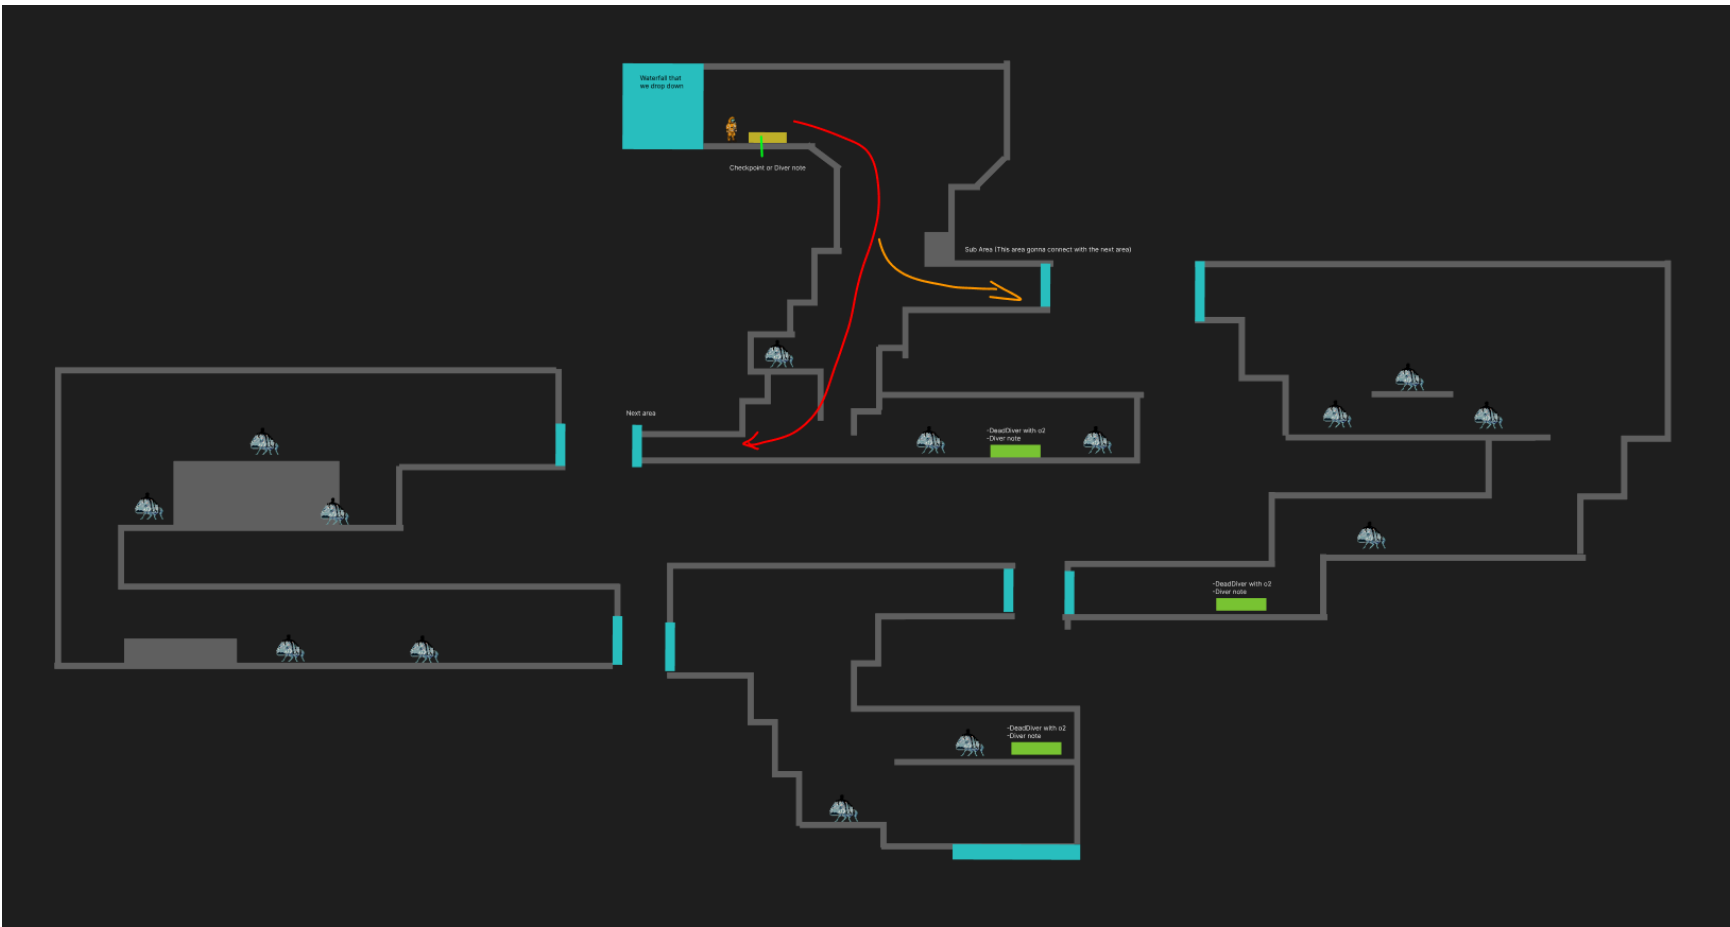 Waterfall that
we drop down
Checkpoint or Diver note
Sub Area (This area gonna connect with the next area)
Next area
-DeadDiver with o2
-Diver note
-DeadDiver with o2
-Diver note
-DeadDiver with o2
-Diver note